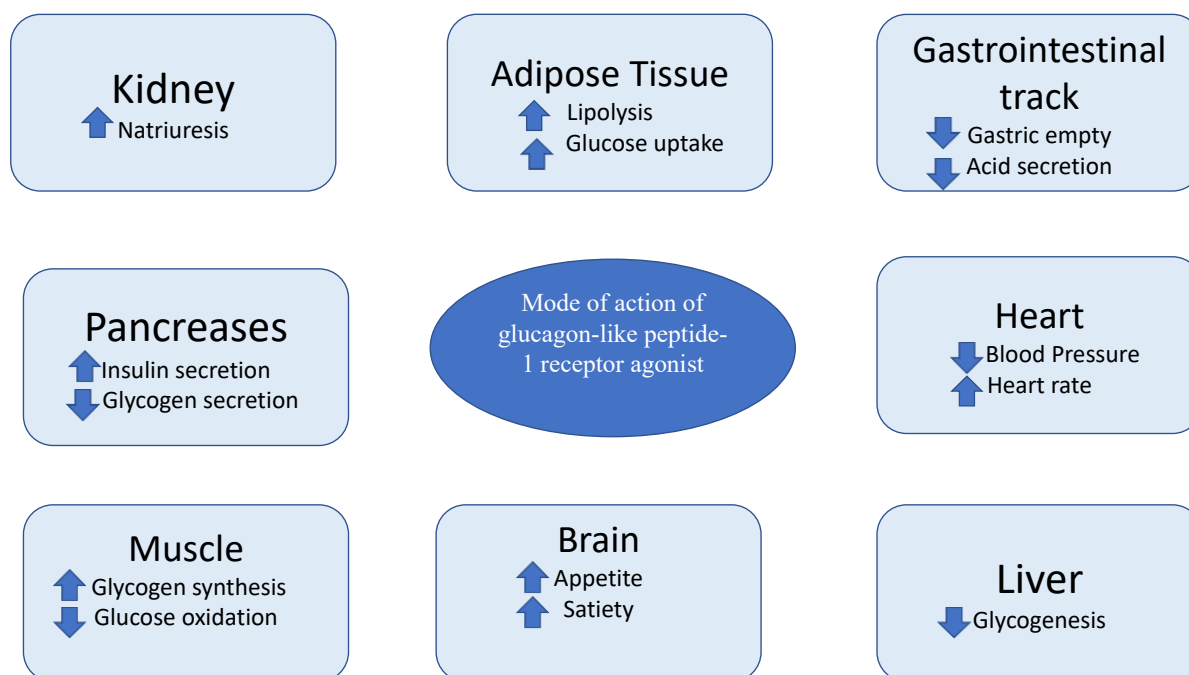 Kidney
Natriuresis
Adipose Tissue
Lipolysis
Glucose uptake
Gastrointestinal
track
Gastric empty
Acid secretion
Pancreases
Insulin secretion
Glycogen secretion
Mode of action of
glucagon-like peptide-
1 receptor agonist
Heart
Blood Pressure
Heart rate
Muscle
Glycogen synthesis
Glucose oxidation
Brain
Appetite
Satiety
Liver
Glycogenesis